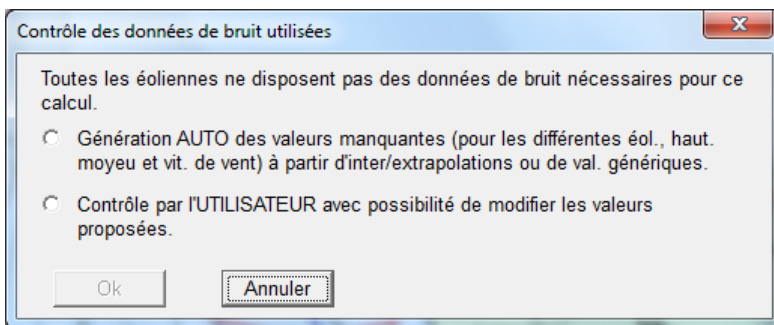 Contrôle des données de bruit utilisées
Toutes les éoliennes ne disposent pas des données de bruit nécessaires pour ce
calcul.
Génération AUTO des valeurs manquantes (pour les différentes éol., haut.
moyeu et vit. de vent) à partir d'inter/extrapolations ou de val. génériques.
Contrôle par l'UTILISATEUR avec possibilité de modifier les valeurs
proposées.
Ok Annuler